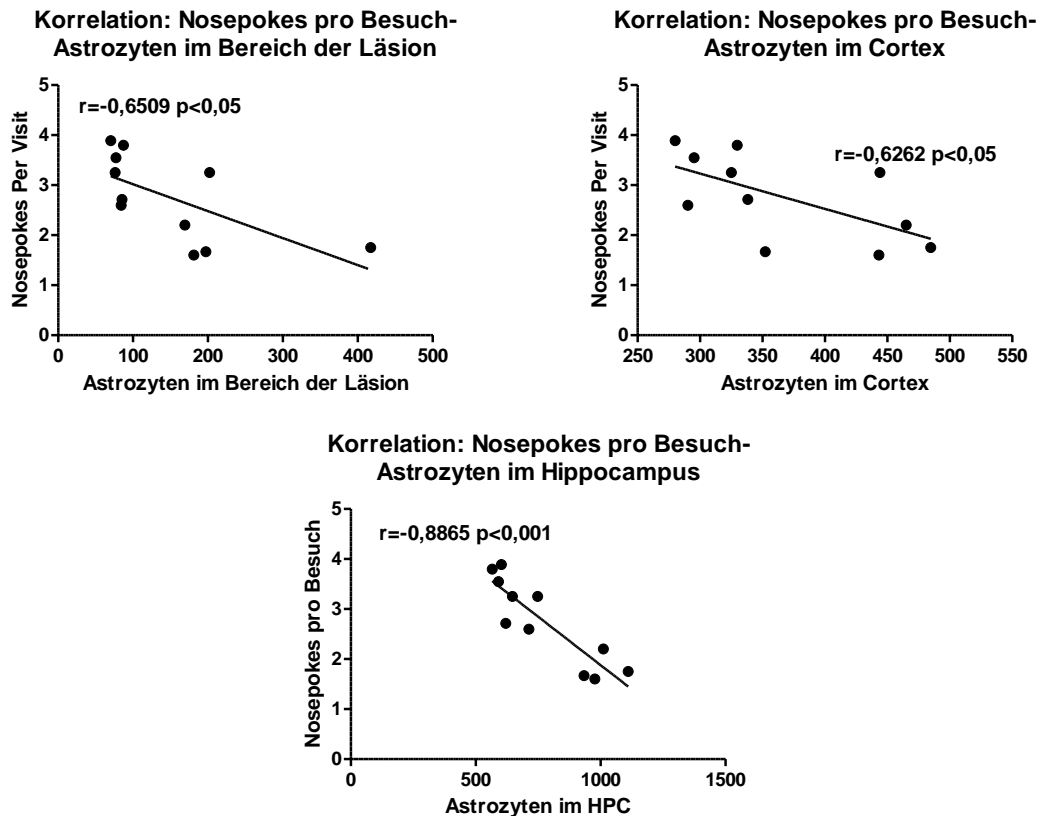 Korrelation: Nosepokes pro Besuch-
Astrozyten im Bereich der Läsion
r=-0,6509 p<0,05
Nosepokes Per Visit
5
4
3
2
1
0
0 100 200 300 400 500
Astrozyten im Bereich der Läsion
Korrelation: Nosepokes pro Besuch-
Astrozyten im Cortex
r=-0,6262 p<0,05
Nosepokes Per Visit
5
4
3
2
1
0
250 300 350 400 450 500 550
Astrozyten im Cortex
Korrelation: Nosepokes pro Besuch-
Astrozyten im Hippocampus
r=-0,8865 p<0,001
Nosepokes pro Besuch
5
4
3
2
1
0
0 500 1000 1500
Astrozyten im HPC